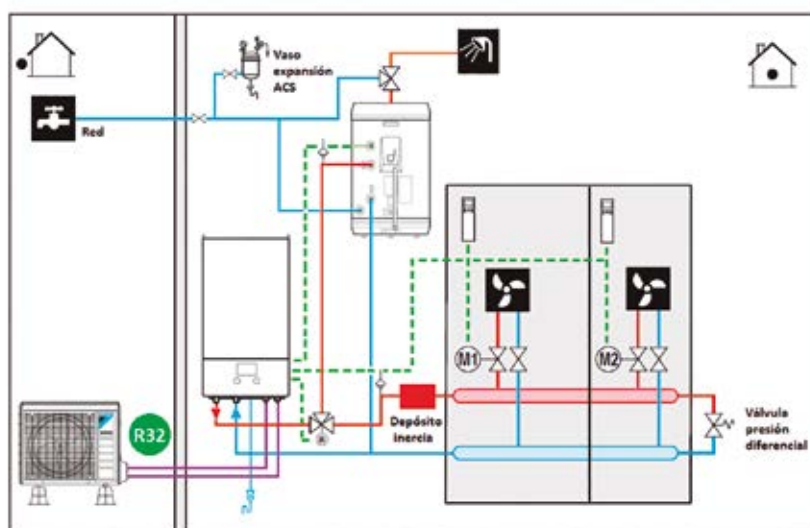 Vaso
expansión
ACS
Red
R32
M1
M2
Depósito
inercia
Válvula
presión
diferencial